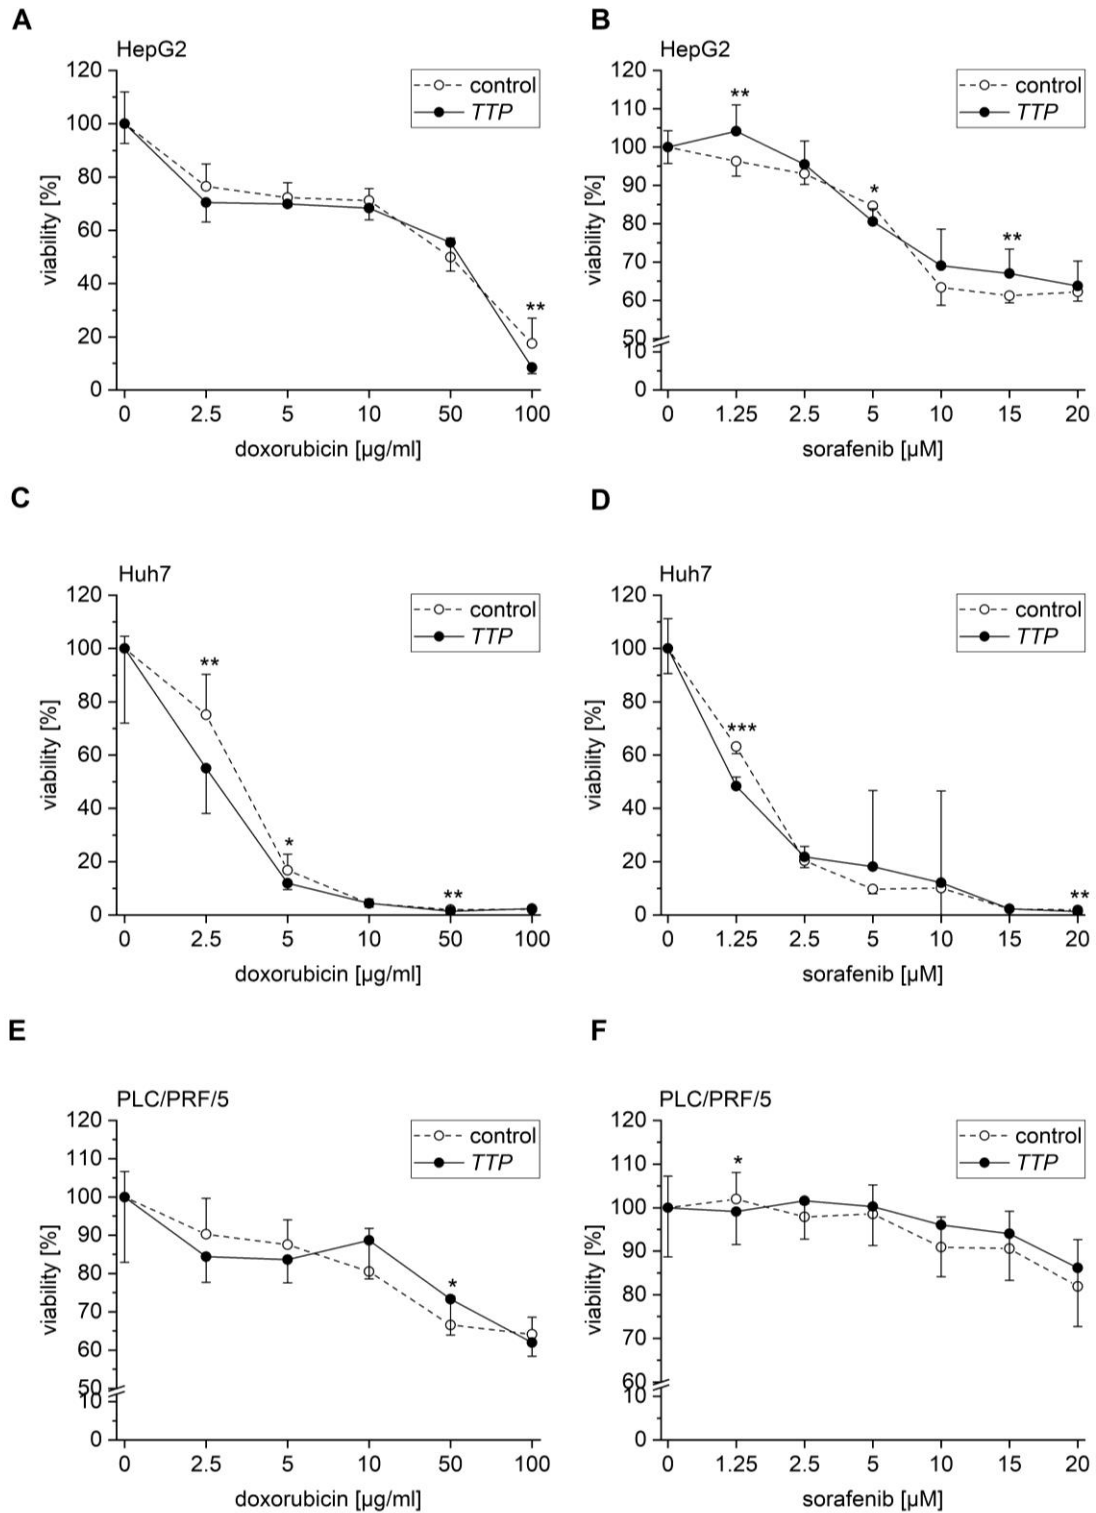 A
HepG2
control
TTP
viability [%]
120
100
80
60
40
20
0
**
0 2.5 5 10 50 100
doxorubicin [µg/ml]
B
HepG2
control
TTP
viability [%]
120
110
100
90
80
70
60
50
10
0
** * **
0 1.25 2.5 5 10 15 20
sorafenib [µM]
C
Huh7
control
TTP
viability [%]
120
100
80
60
40
20
0
** * **
0 2.5 5 10 50 100
doxorubicin [µg/ml]
D
Huh7
control
TTP
viability [%]
120
100
80
60
40
20
0
*** **
0 1.25 2.5 5 10 15 20
sorafenib [µM]
E
PLC/PRF/5
control
TTP
viability [%]
120
110
100
90
80
70
60
50
10
0
*
0 2.5 5 10 50 100
doxorubicin [µg/ml]
F
PLC/PRF/5
control
TTP
viability [%]
120
110
100
90
80
70
60
10
0
*
0 1.25 2.5 5 10 15 20
sorafenib [µM]